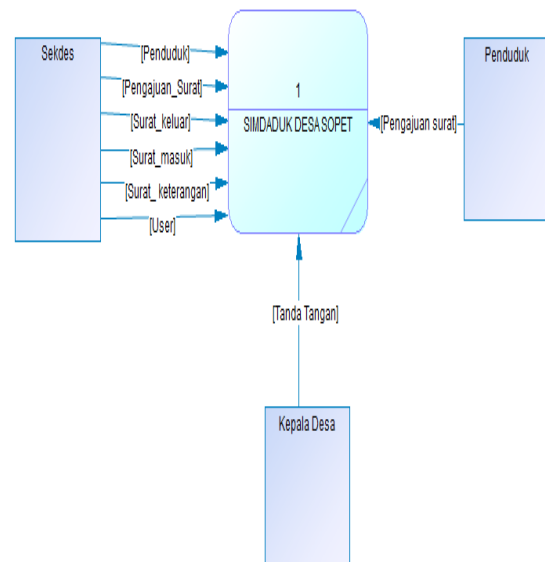 Sekdes
[Penduduk]
[Pengajuan_Surat]
[Surat_keluar]
[Surat_masuk]
[Surat_ keterangan]
[User]
1
SIMDADUK DESA SOPET
Penduduk
[Pengajuan surat]
[Tanda Tangan]
Kepala Desa